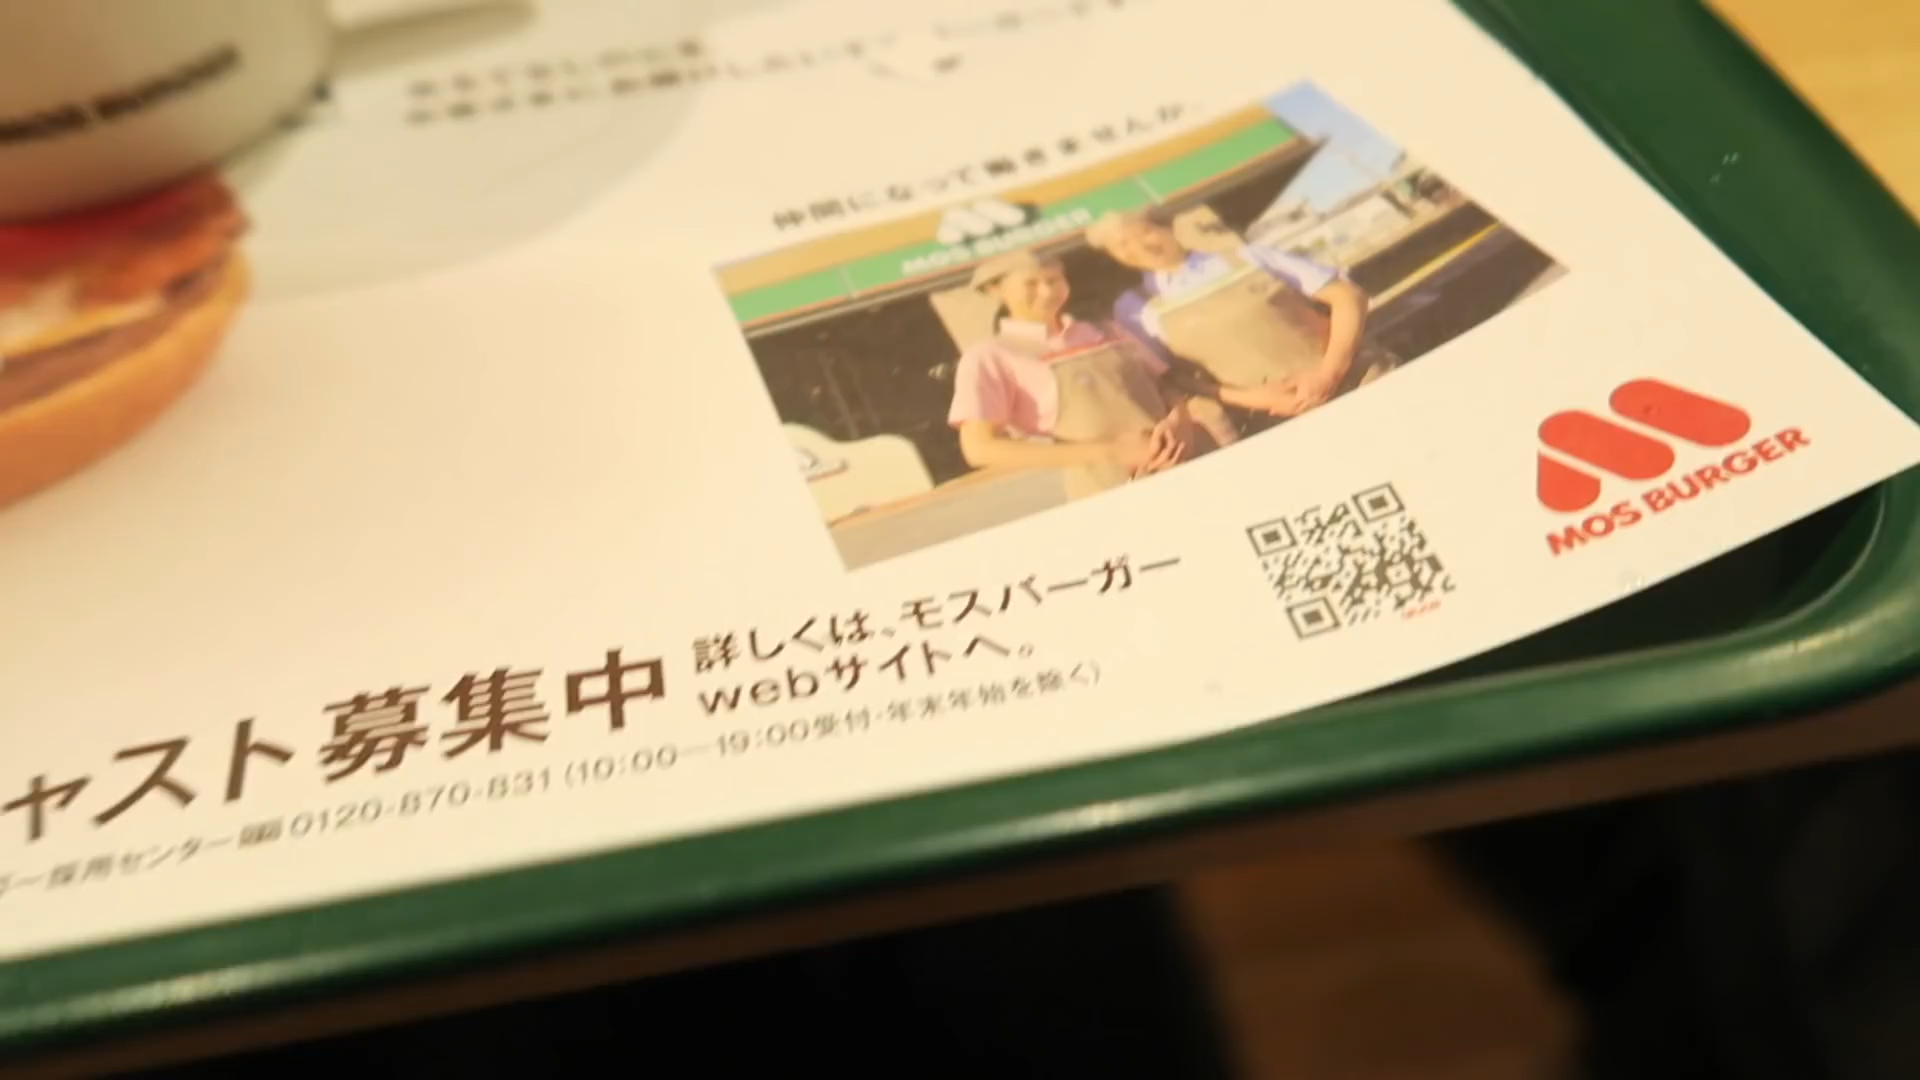 仲間になって働きませんか。
MOS BURGER
MOS BURGER
ャスト募集中
詳しくは、モスバーガー
webサイトへ。
ー採用センター 0120-870-831(10:00—19:00受付・年末年始を除く)